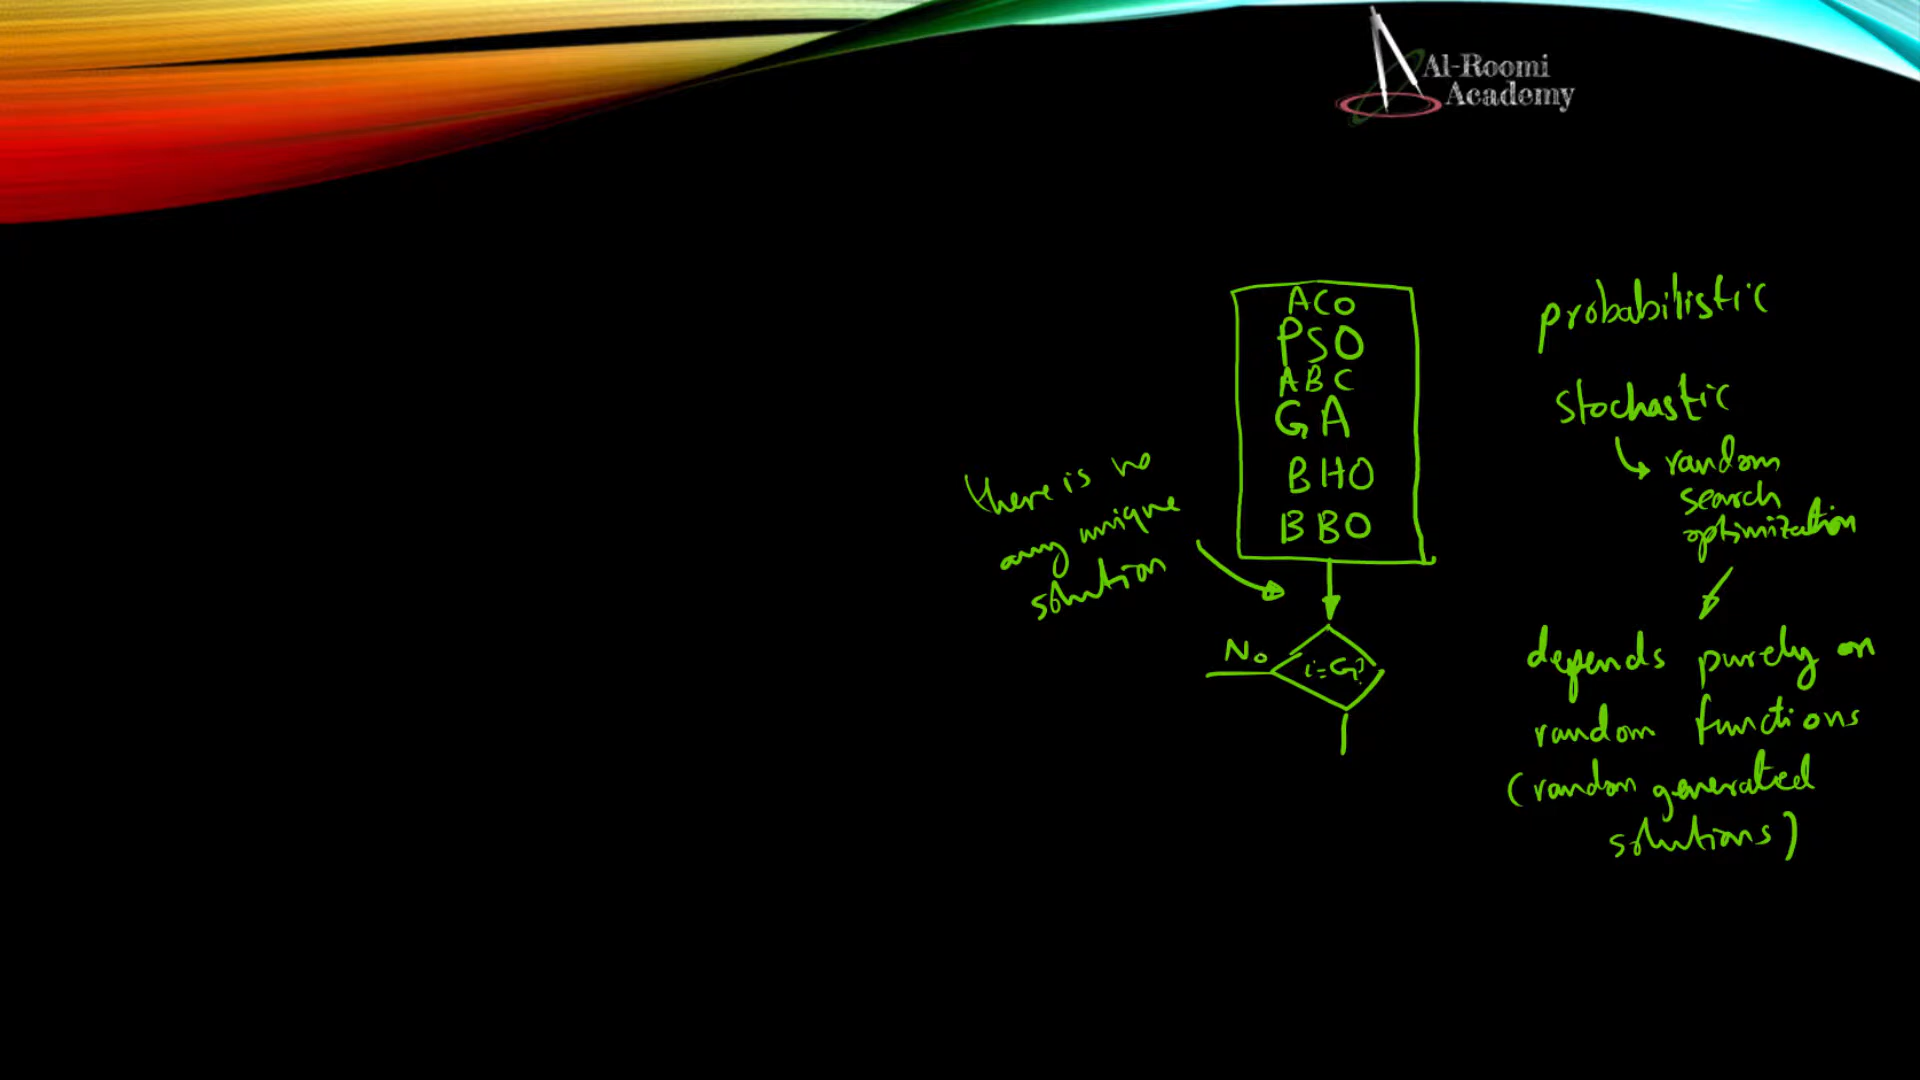 Al-Roomi
Academy
ACO
PSO
ABC
GA
BHO
BBO
there is no
any unique
solution
No
i=G?
probabilistic
stochastic
random
search
optimization
depends purely on
random functions
(random generated
solutions)